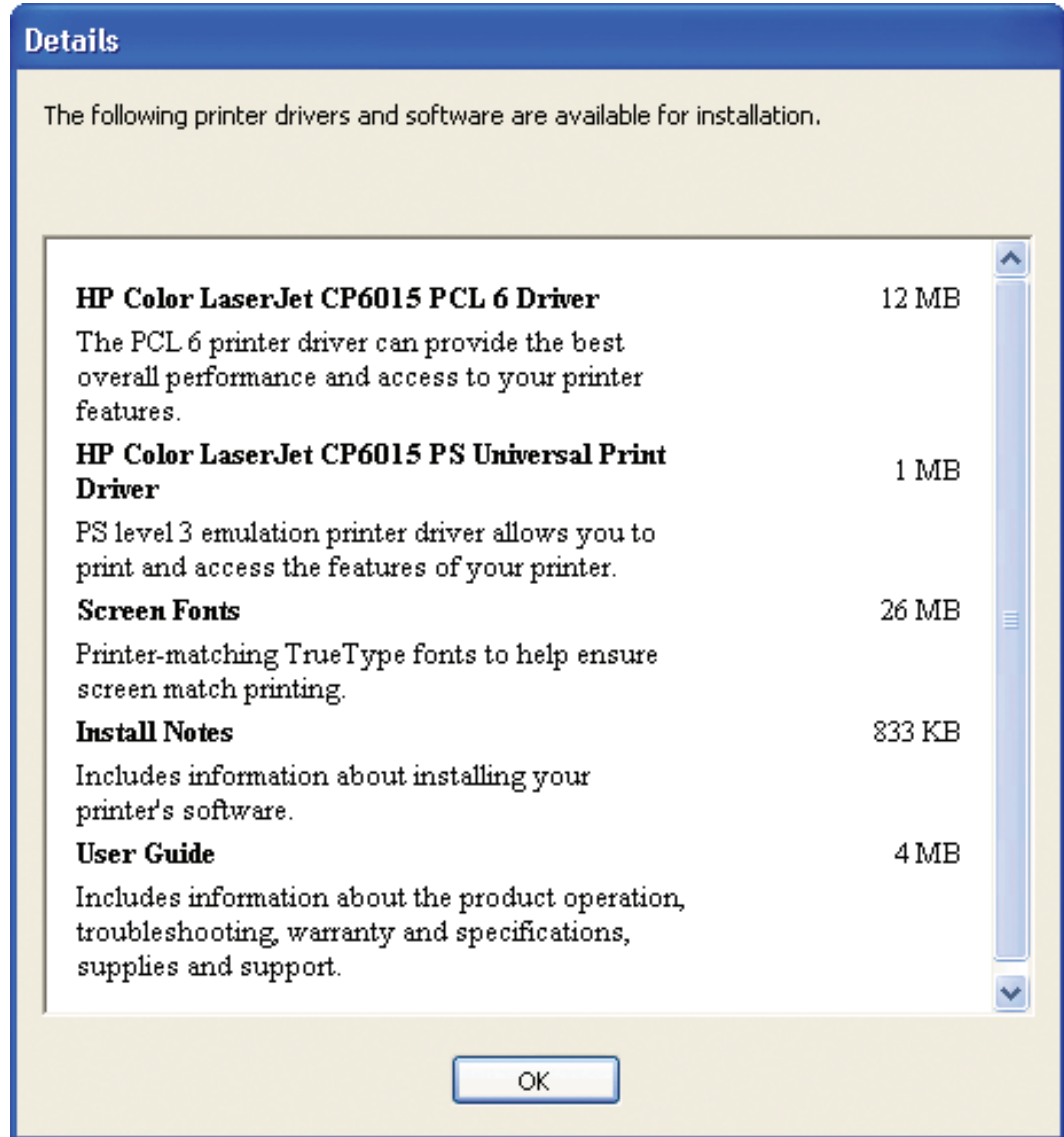 Details
The following printer drivers and software are available for installation.
HP Color LaserJet CP6015 PCL 6 Driver 12 MB
The PCL 6 printer driver can provide the best
overall performance and access to your printer
features.
HP Color LaserJet CP6015 PS Universal Print
Driver 1 MB
PS level 3 emulation printer driver allows you to
print and access the features of your printer.
Screen Fonts 26 MB
Printer-matching TrueType fonts to help ensure
screen match printing.
Install Notes 833 KB
Includes information about installing your
printer's software.
User Guide 4 MB
Includes information about the product operation,
troubleshooting, warranty and specifications,
supplies and support.
OK